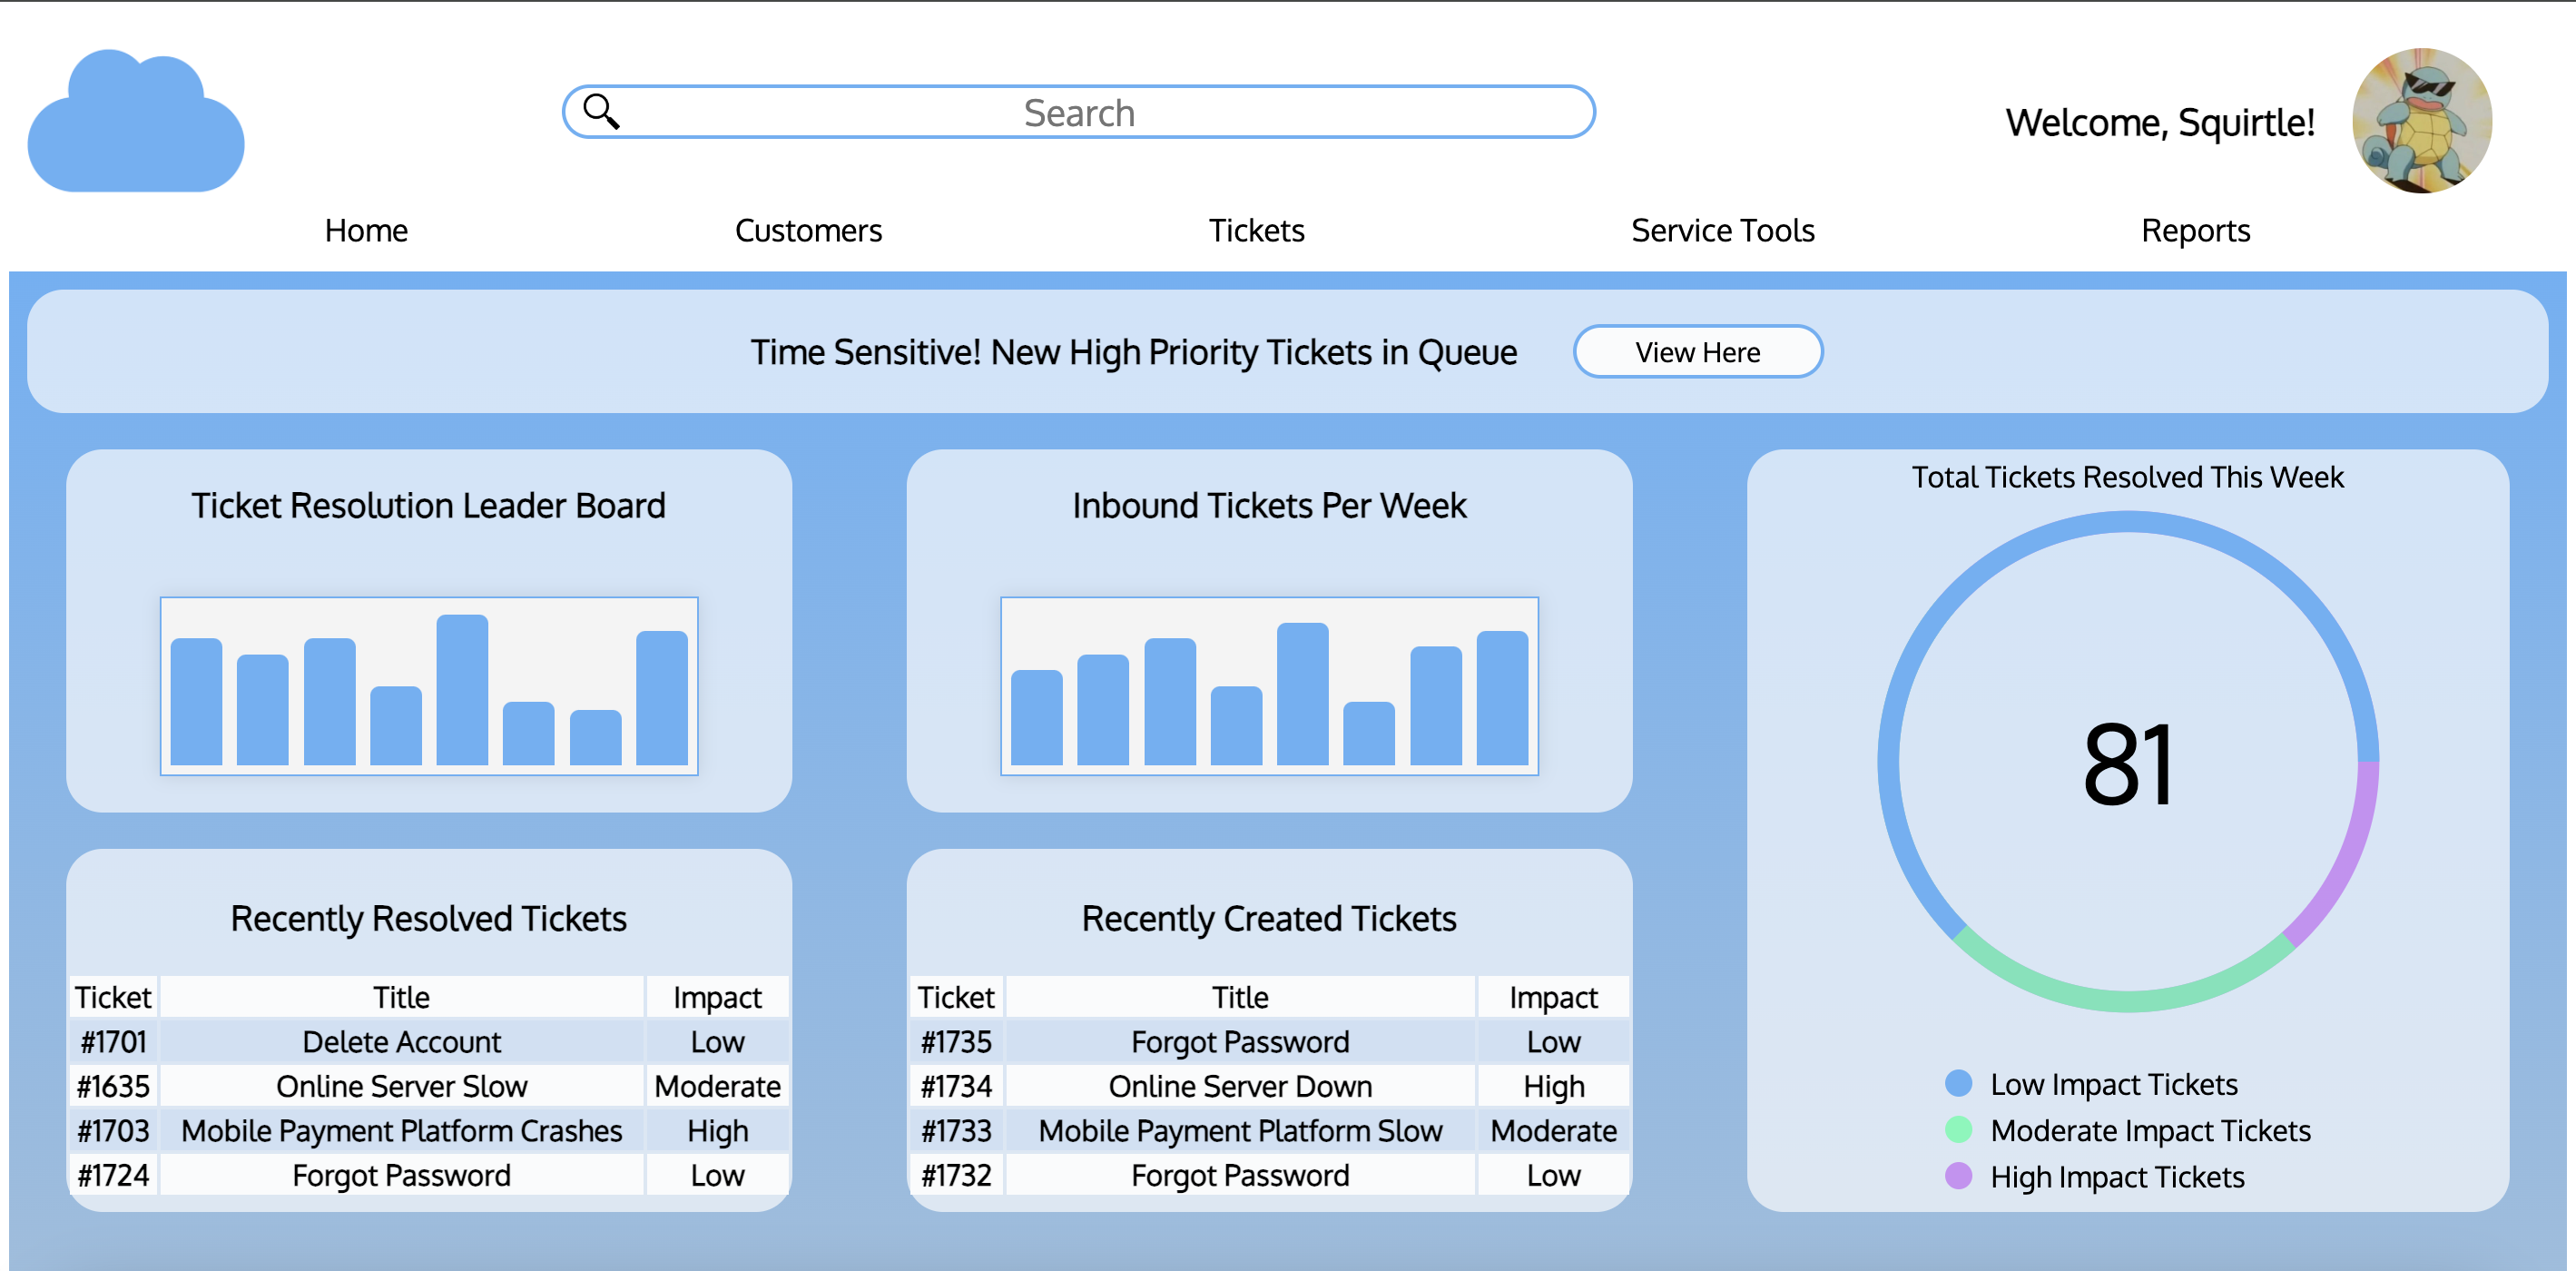 Search
Welcome, Squirtle!
Home Customers Tickets Service Tools Reports
Time Sensitive! New High Priority Tickets in Queue View Here
Ticket Resolution Leader Board
Inbound Tickets Per Week
Total Tickets Resolved This Week
81
Low Impact Tickets
Moderate Impact Tickets
High Impact Tickets
Recently Resolved Tickets
Ticket Title Impact
#1701 Delete Account Low
#1635 Online Server Slow Moderate
#1703 Mobile Payment Platform Crashes High
#1724 Forgot Password Low
Recently Created Tickets
Ticket Title Impact
#1735 Forgot Password Low
#1734 Online Server Down High
#1733 Mobile Payment Platform Slow Moderate
#1732 Forgot Password Low